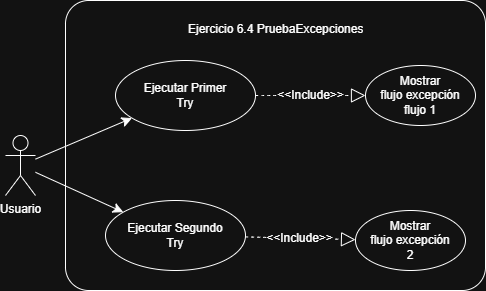 Ejercicio 6.4 PruebaExcepciones
Ejecutar Primer
Try
<<Include>>
Mostrar
flujo excepción
flujo 1
Usuario
Ejecutar Segundo
Try
<<Include>>
Mostrar
flujo excepción
2